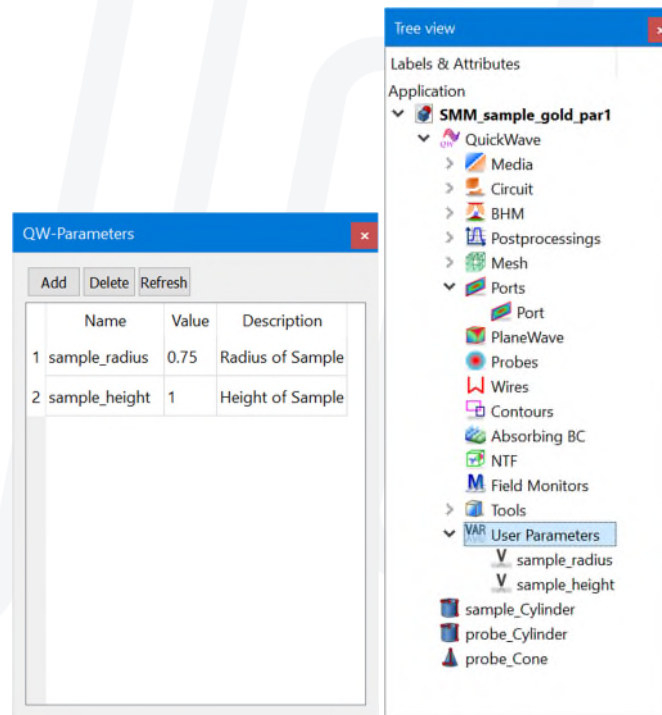 QW-Parameters
Add Delete Refresh
Name Value Description
1 sample_radius 0.75 Radius of Sample
2 sample_height 1 Height of Sample
Tree view
Labels & Attributes
Application
SMM_sample_gold_par1
QW QuickWave
Media
Circuit
BHM
Postprocessings
Mesh
Ports
Port
PlaneWave
Probes
Wires
Contours
Absorbing BC
NTF
M Field Monitors
Tools
VAR User Parameters
V sample_radius
V sample_height
sample_Cylinder
probe_Cylinder
probe_Cone